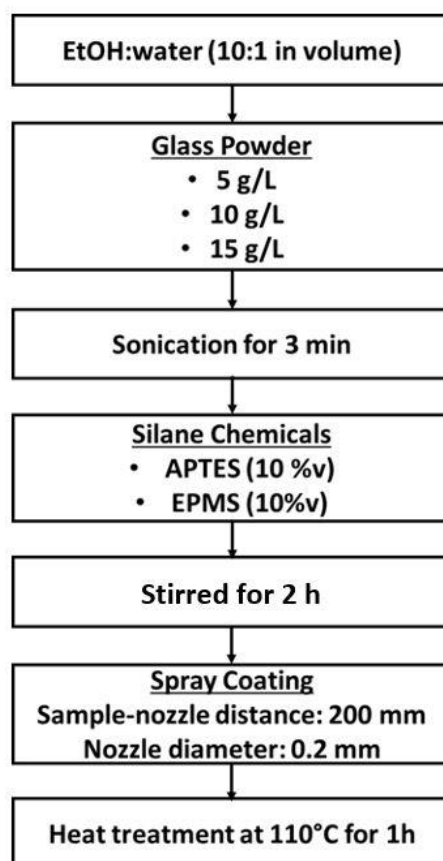 EtOH:water (10:1 in volume)
Glass Powder
• 5 g/L
• 10 g/L
• 15 g/L
Sonication for 3 min
Silane Chemicals
• APTES (10 %v)
• EPMS (10%v)
Stirred for 2 h
Spray Coating
Sample-nozzle distance: 200 mm
Nozzle diameter: 0.2 mm
Heat treatment at 110°C for 1h